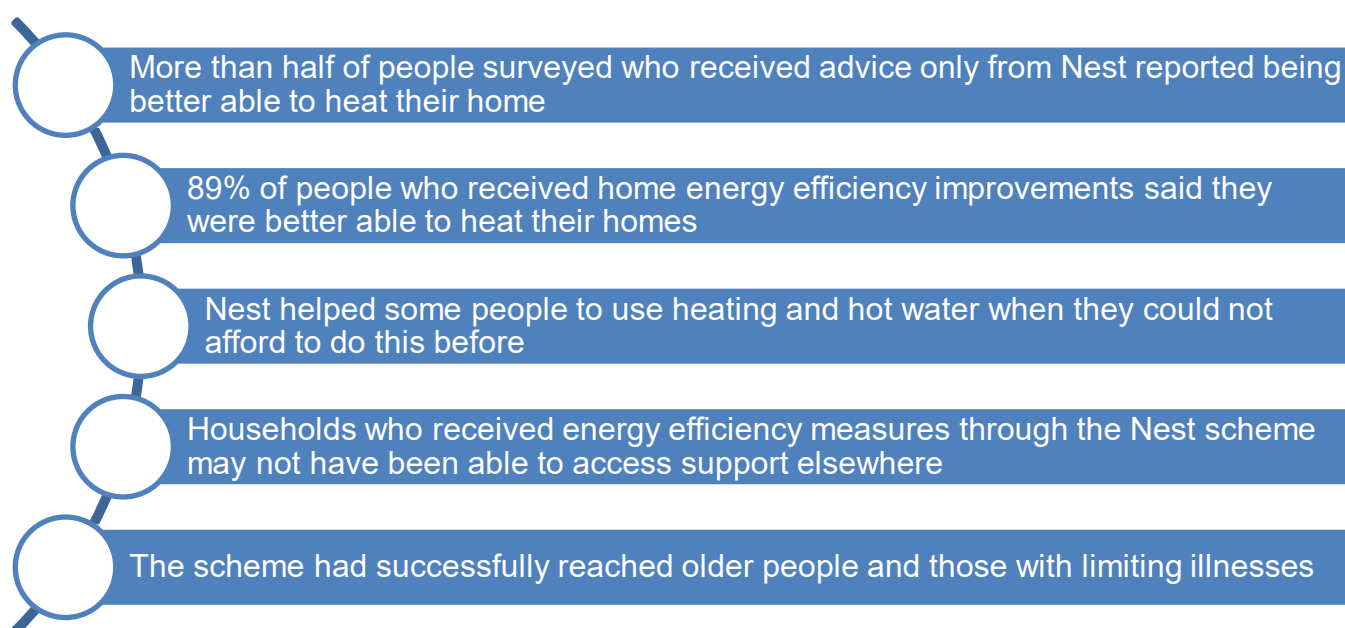 More than half of people surveyed who received advice only from Nest reported being
better able to heat their home
89% of people who received home energy efficiency improvements said they
were better able to heat their homes
Nest helped some people to use heating and hot water when they could not
afford to do this before
Households who received energy efficiency measures through the Nest scheme
may not have been able to access support elsewhere
The scheme had successfully reached older people and those with limiting illnesses